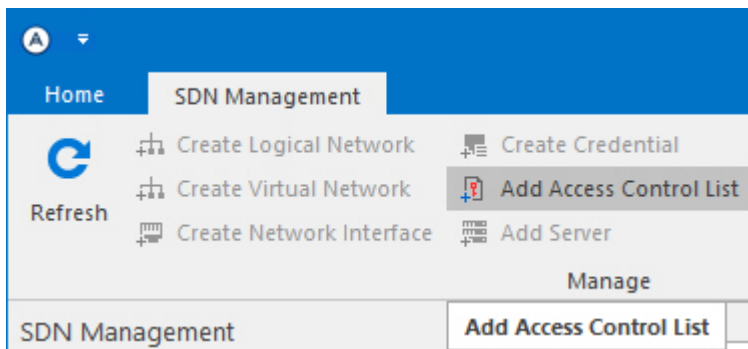 Home SDN Management
Refresh
Create Logical Network
Create Virtual Network
Create Network Interface
Create Credential
Add Access Control List
Add Server
Manage
SDN Management
Add Access Control List